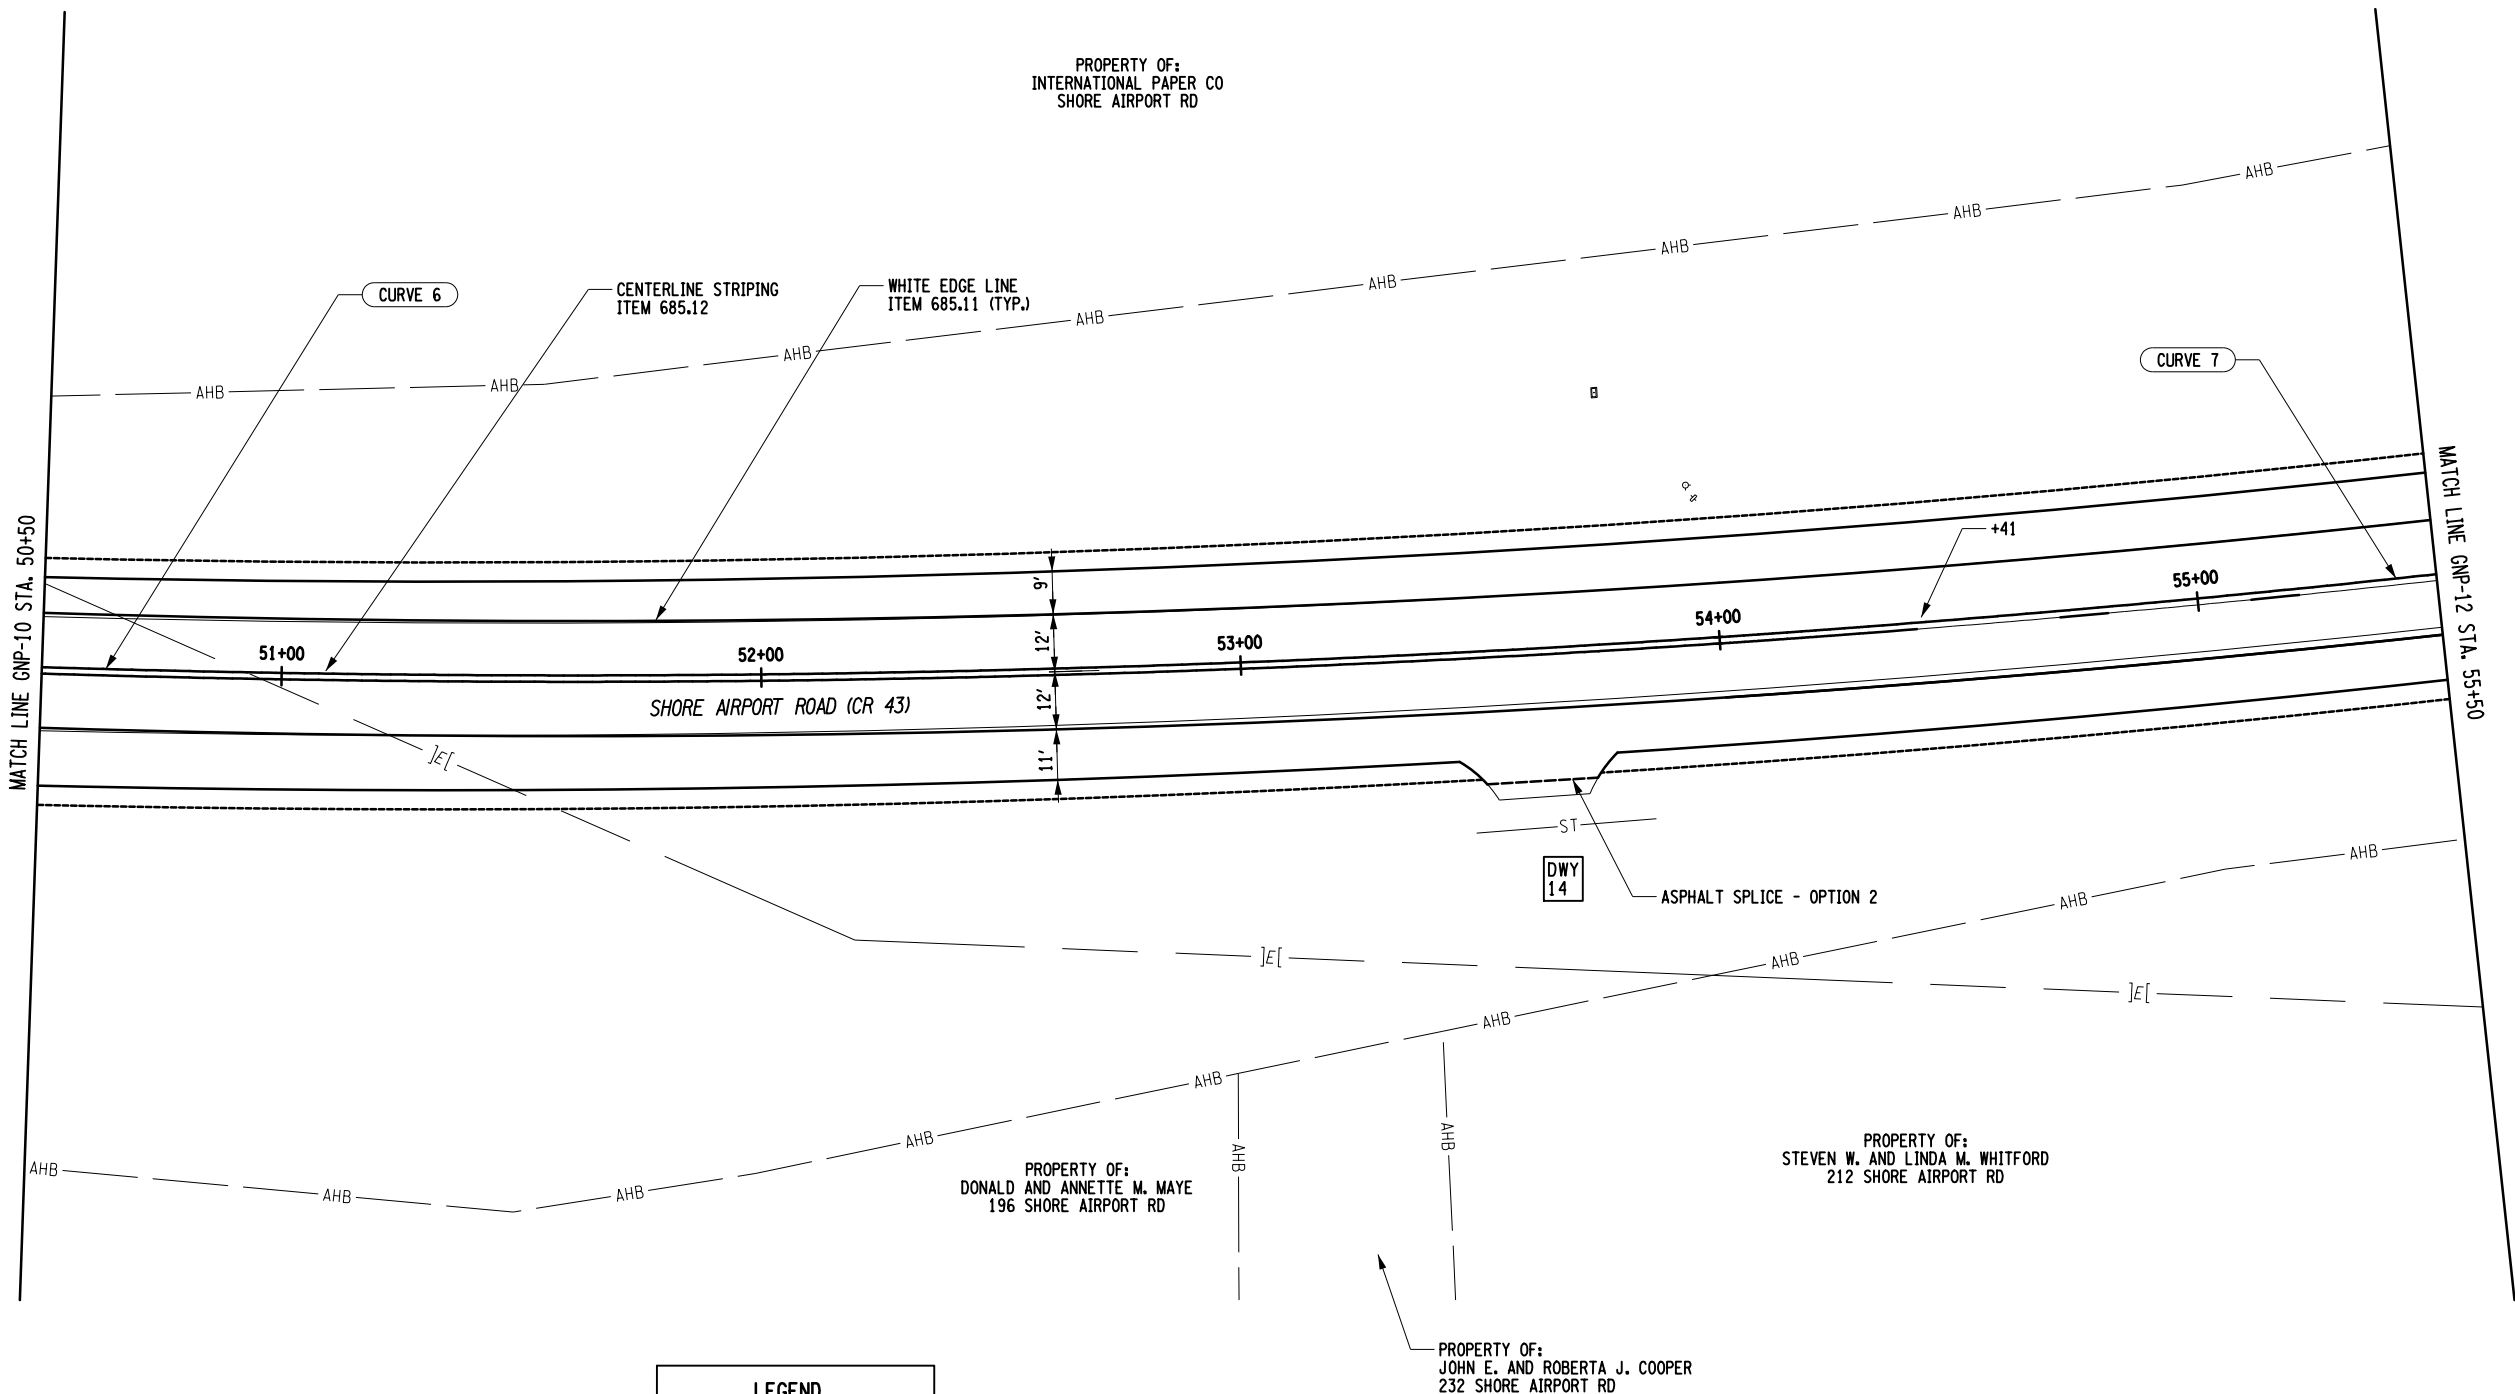 PROPERTY OF:
INTERNATIONAL PAPER CO
SHORE AIRPORT RD
AHB
AHB
AHB
AHB
AHB
AHB
AHB
AHB
CURVE 6
CENTERLINE STRIPING
ITEM 685.12
WHITE EDGE LINE
ITEM 685.11 (TYP.)
CURVE 7
+41
MATCH LINE GNP-10 STA. 50+50
MATCH LINE GNP-12 STA. 55+50
9'
12'
12'
11'
51+00
52+00
53+00
54+00
55+00
SHORE AIRPORT ROAD (CR 43)
]E[
ST
DWY
14
ASPHALT SPLICE - OPTION 2
]E[
]E[
AHB
AHB
AHB
AHB
AHB
AHB
AHB
AHB
AHB
AHB
AHB
AHB
PROPERTY OF:
DONALD AND ANNETTE M. MAYE
196 SHORE AIRPORT RD
PROPERTY OF:
STEVEN W. AND LINDA M. WHITFORD
212 SHORE AIRPORT RD
PROPERTY OF:
JOHN E. AND ROBERTA J. COOPER
232 SHORE AIRPORT RD
LEGEND